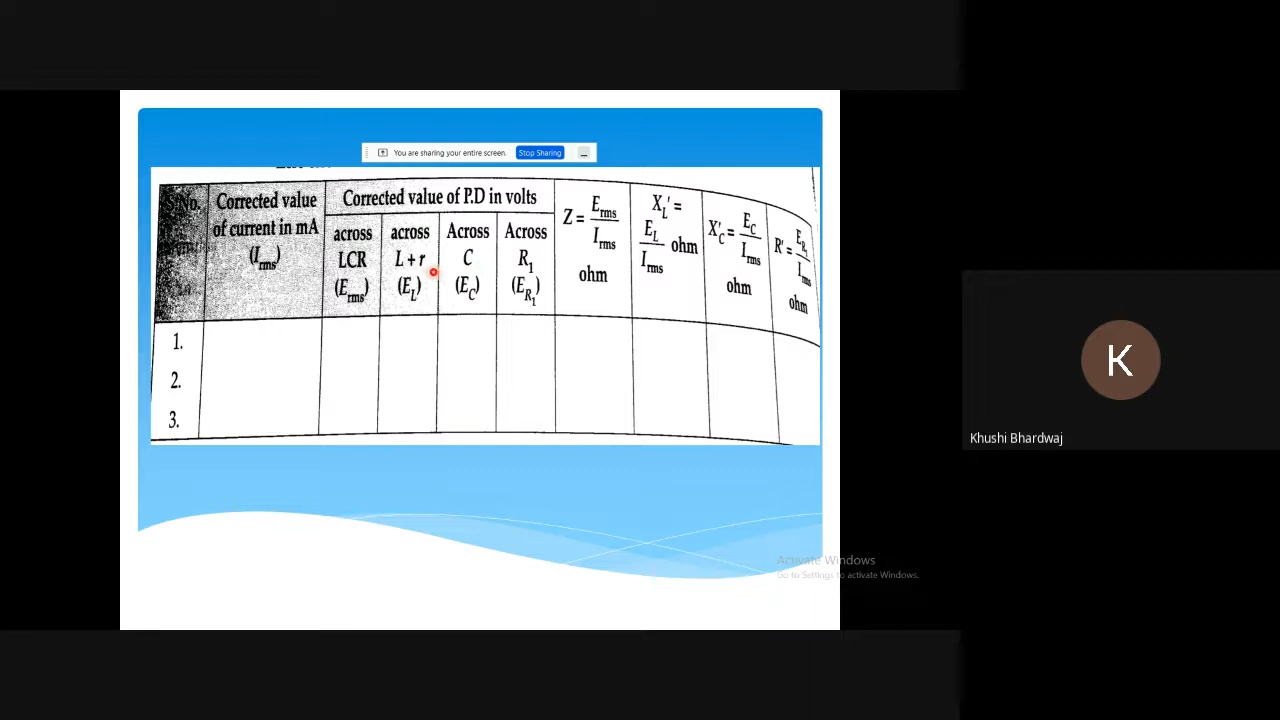 You are sharing your entire screen. Stop Sharing
S.No.
Corrected value
of current in mA
(Irms)
Corrected value of P.D in volts
across
LCR
(Erms)
across
L + r
(EL)
Across
C
(EC)
Across
R1
(ER1)
Z = Erms/Irms
ohm
XL' =
EL/Irms ohm
X'C = EC/Irms
ohm
R' = ER1/Irms
ohm
1.
2.
3.
K
Khushi Bhardwaj
Activate Windows
Go to Settings to activate Windows.